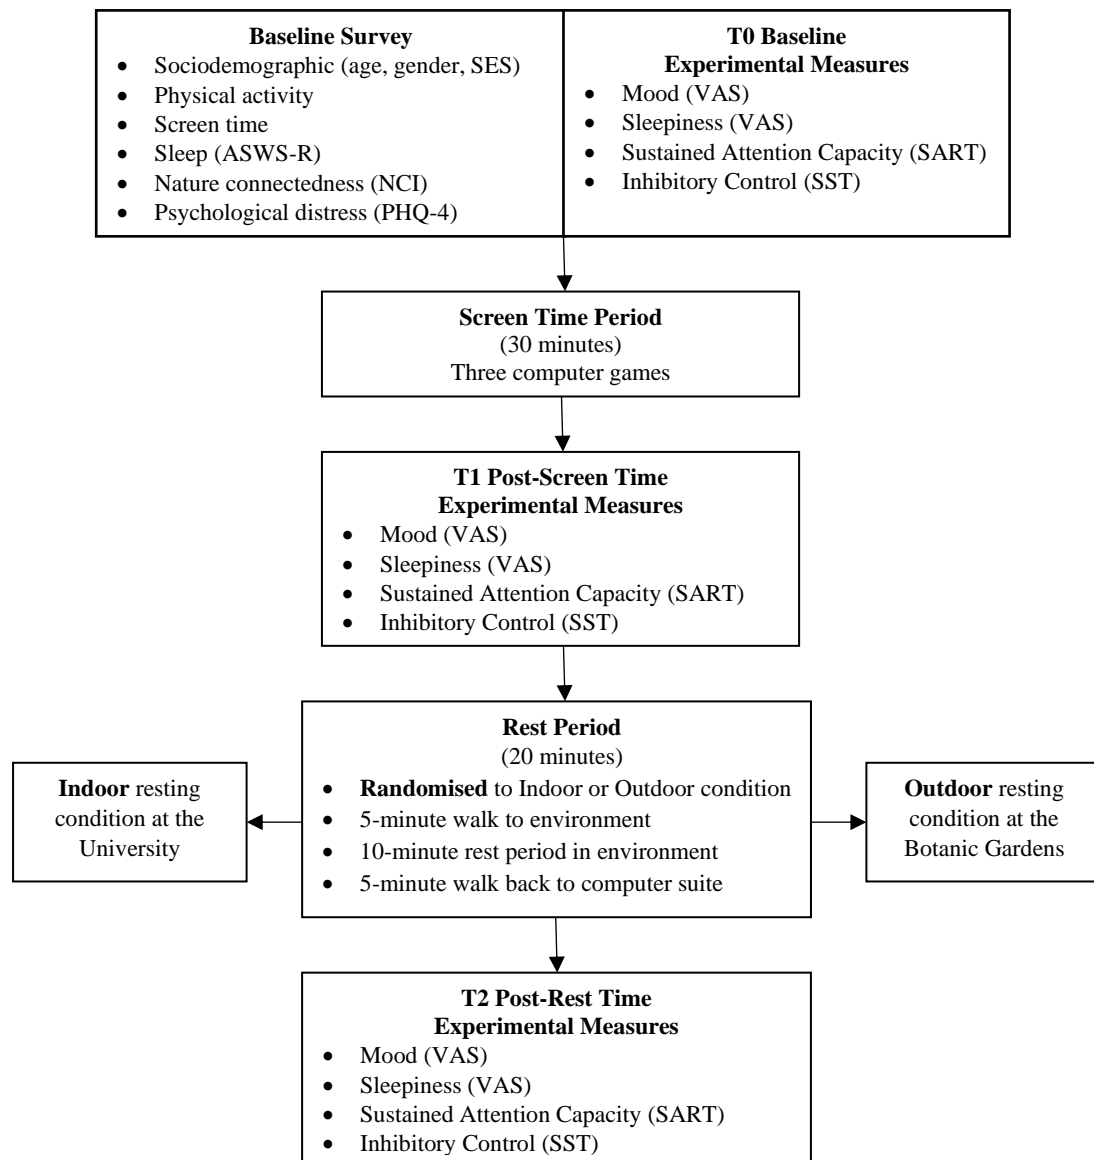 Baseline Survey
• Sociodemographic (age, gender, SES)
• Physical activity
• Screen time
• Sleep (ASWS-R)
• Nature connectedness (NCI)
• Psychological distress (PHQ-4)
T0 Baseline
Experimental Measures
• Mood (VAS)
• Sleepiness (VAS)
• Sustained Attention Capacity (SART)
• Inhibitory Control (SST)
Screen Time Period
(30 minutes)
Three computer games
T1 Post-Screen Time
Experimental Measures
• Mood (VAS)
• Sleepiness (VAS)
• Sustained Attention Capacity (SART)
• Inhibitory Control (SST)
Rest Period
(20 minutes)
• Randomised to Indoor or Outdoor condition
• 5-minute walk to environment
• 10-minute rest period in environment
• 5-minute walk back to computer suite
Indoor resting
condition at the
University
Outdoor resting
condition at the
Botanic Gardens
T2 Post-Rest Time
Experimental Measures
• Mood (VAS)
• Sleepiness (VAS)
• Sustained Attention Capacity (SART)
• Inhibitory Control (SST)